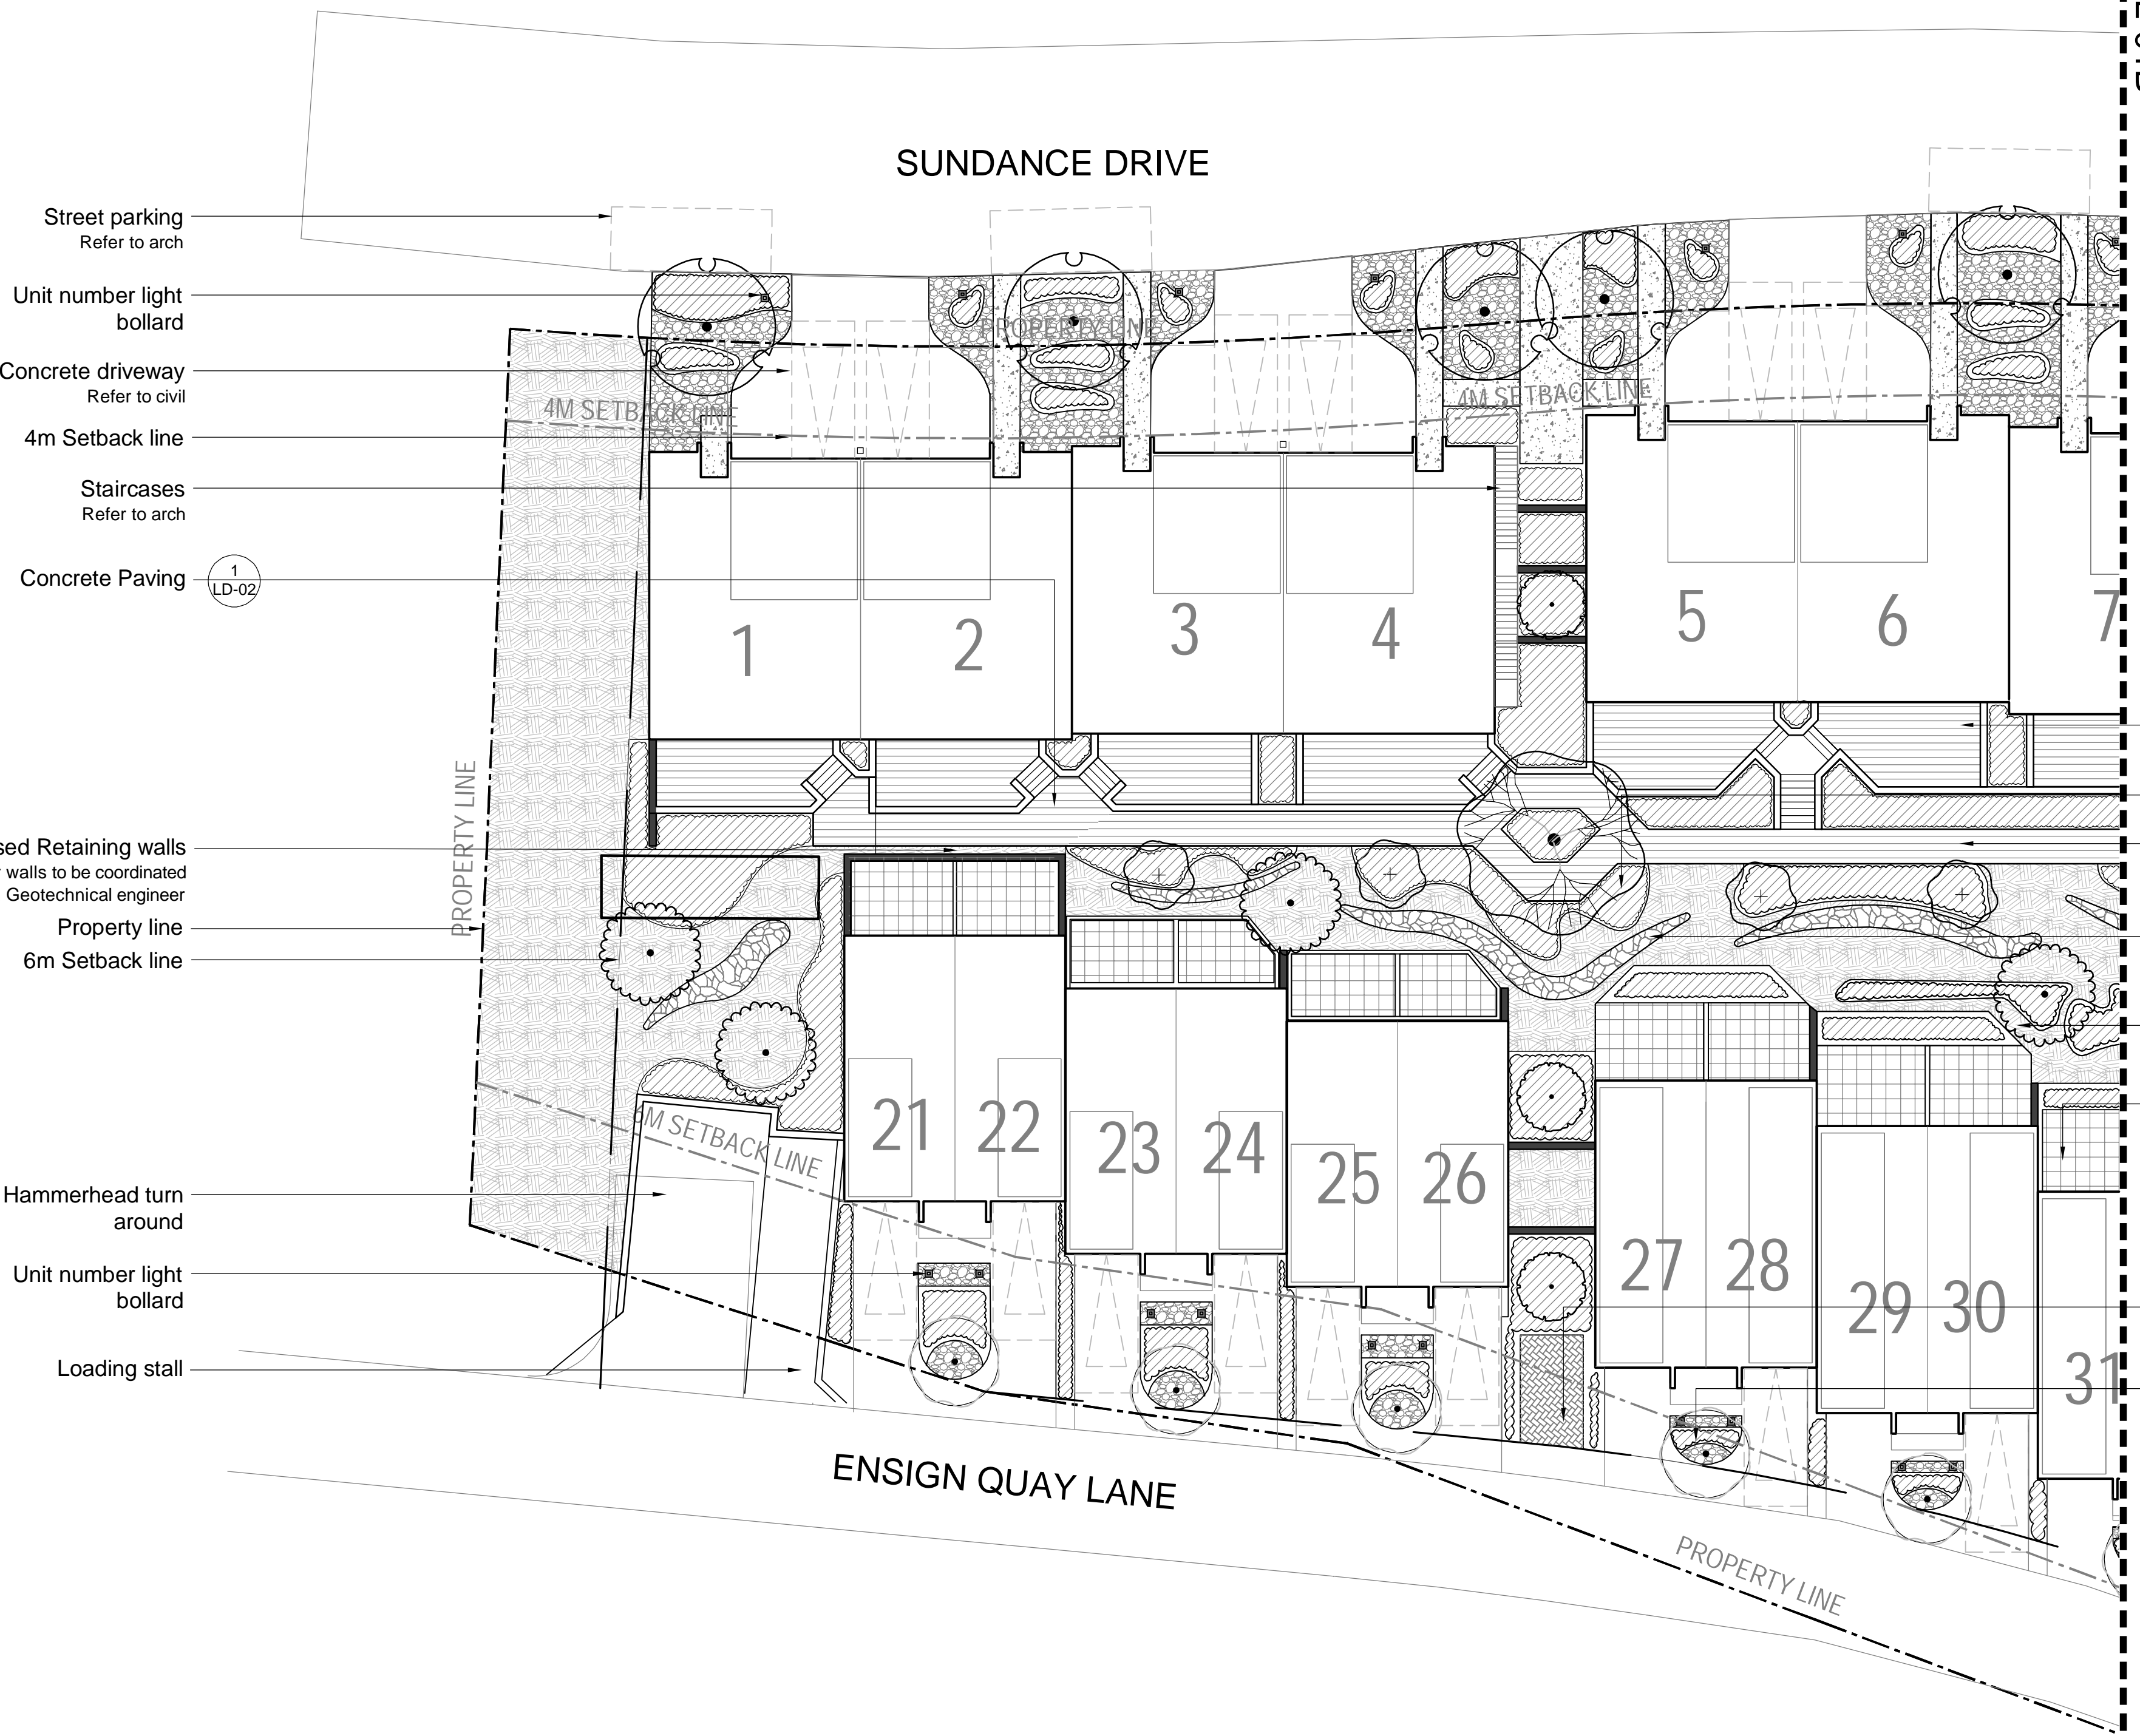 SUNDANCE DRIVE
Street parking
Refer to arch
Unit number light
bollard
Concrete driveway
Refer to civil
4m Setback line
Staircases
Refer to arch
Concrete Paving
1
LD-02
Retaining walls
walls to be coordinated
Geotechnical engineer
Property line
6m Setback line
Hammerhead turn
around
Unit number light
bollard
Loading stall
PROPERTY LINE
4M SETBACK LINE
4M SETBACK LINE
PROPERTY LINE
6M SETBACK LINE
1
2
3
4
5
6
7
21
22
23
24
25
26
27
28
29
30
31
ENSIGN QUAY LANE
PROPERTY LINE